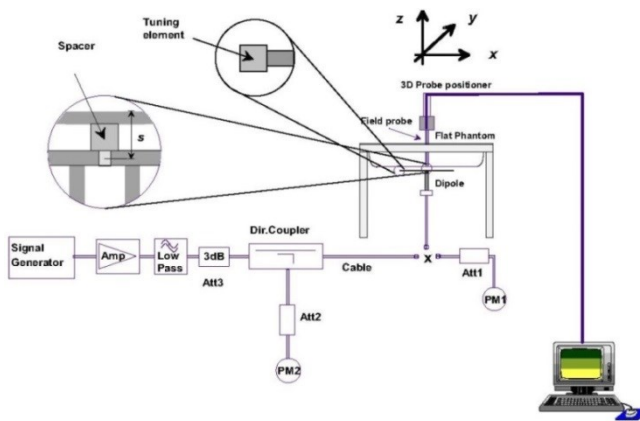 Tuning
element
Spacer
s
z
y
x
3D Probe positioner
Field probe
Flat Phantom
Dipole
Signal
Generator
Amp
Low
Pass
3dB
Att3
Dir.Coupler
Cable
x
Att1
PM1
Att2
PM2